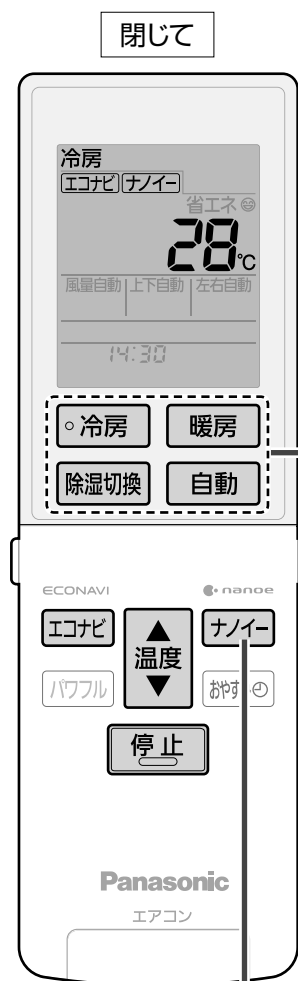 閉じて
冷房
エコナビ ナノイー
省エネ
28℃
風量自動 上下自動 左右自動
14:30
冷房 暖房
除湿切換 自動
ECONAVI nanoe
エコナビ ▲ 温度 ▼ ナノイー
パワフル おやすみ
停止
Panasonic
エアコン